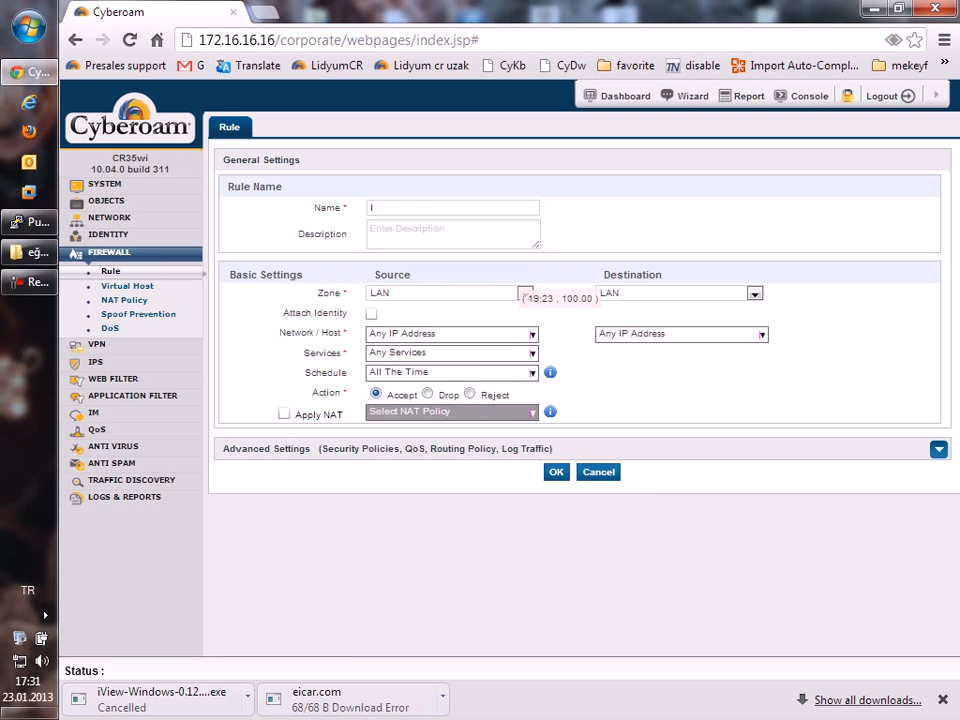 Cyberoam
172.16.16.16/corporate/webpages/index.jsp#
Presales support
G
Translate
LidyumCR
Lidyum cr uzak
CyKb
CyDw
favorite
disable
Import Auto-Compl...
mekeyf
»
Cy...
Pu...
eğ...
Re...
TR
17:31
23.01.2013
Dashboard
Wizard
Report
Console
Logout
Cyberoam
CR35wi
10.04.0 build 311
SYSTEM
OBJECTS
NETWORK
IDENTITY
FIREWALL
Rule
Virtual Host
NAT Policy
Spoof Prevention
DoS
VPN
IPS
WEB FILTER
APPLICATION FILTER
IM
QoS
ANTI VIRUS
ANTI SPAM
TRAFFIC DISCOVERY
LOGS & REPORTS
Rule
General Settings
Rule Name
Name *
Description Enter Description
Basic Settings Source Destination
Zone * LAN LAN
( 19:23 , 100.00 )
Attach Identity
Network / Host * Any IP Address Any IP Address
Services * Any Services
Schedule All The Time
Action * Accept Drop Reject
Apply NAT Select NAT Policy
Advanced Settings (Security Policies, QoS, Routing Policy, Log Traffic)
OK Cancel
Status :
iView-Windows-0.12....exe
Cancelled
eicar.com
68/68 B Download Error
Show all downloads...